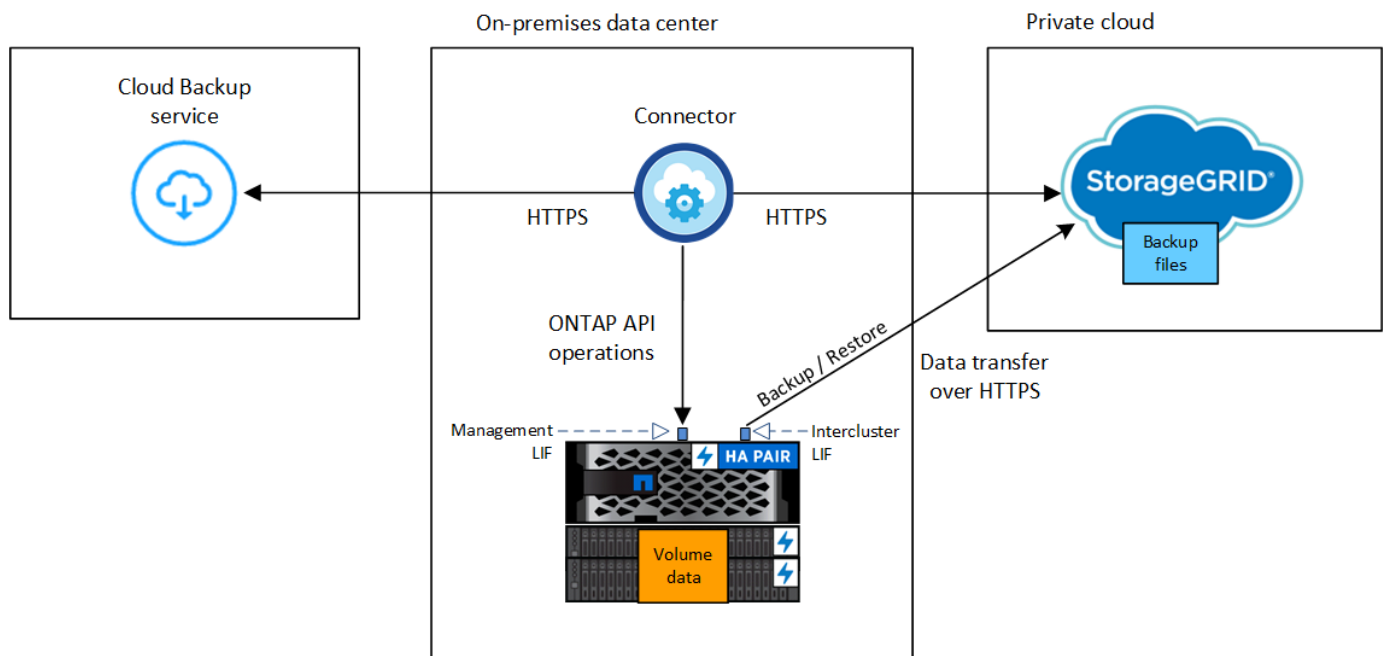 On-premises data center
Private cloud
Cloud Backup
service
Connector
StorageGRID®
Backup
files
HTTPS
HTTPS
ONTAP API
operations
Backup / Restore
Data transfer
over HTTPS
Management
LIF
Intercluster
LIF
HA PAIR
Volume
data